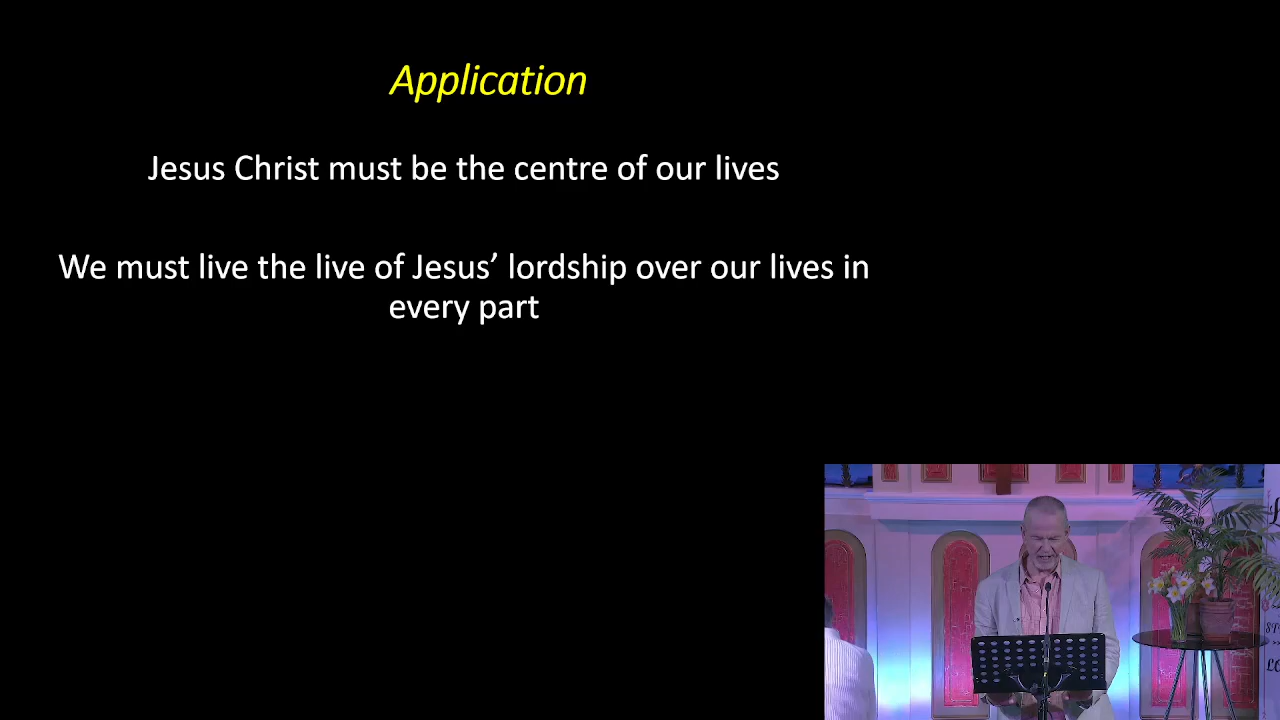 Application
Jesus Christ must be the centre of our lives
We must live the live of Jesus’ lordship over our lives in
every part